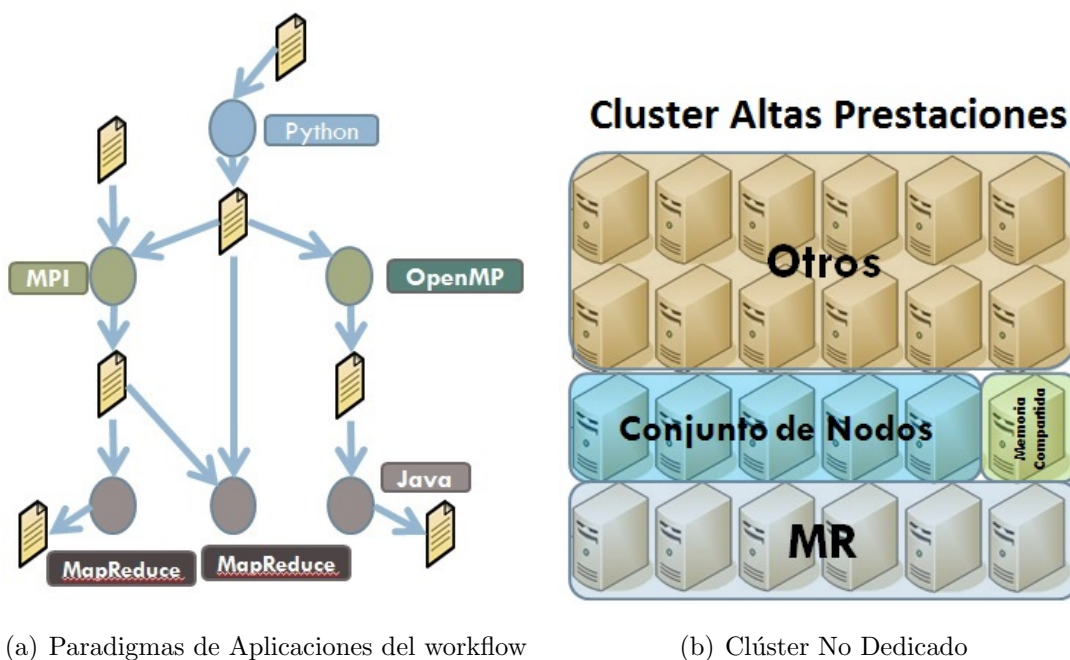 Python
MPI
OpenMP
Java
MapReduce
MapReduce
(a) Paradigmas de Aplicaciones del workflow
Cluster Altas Prestaciones
Otros
Conjunto de Nodos
Memoria
Compartida
MR
(b) Clúster No Dedicado